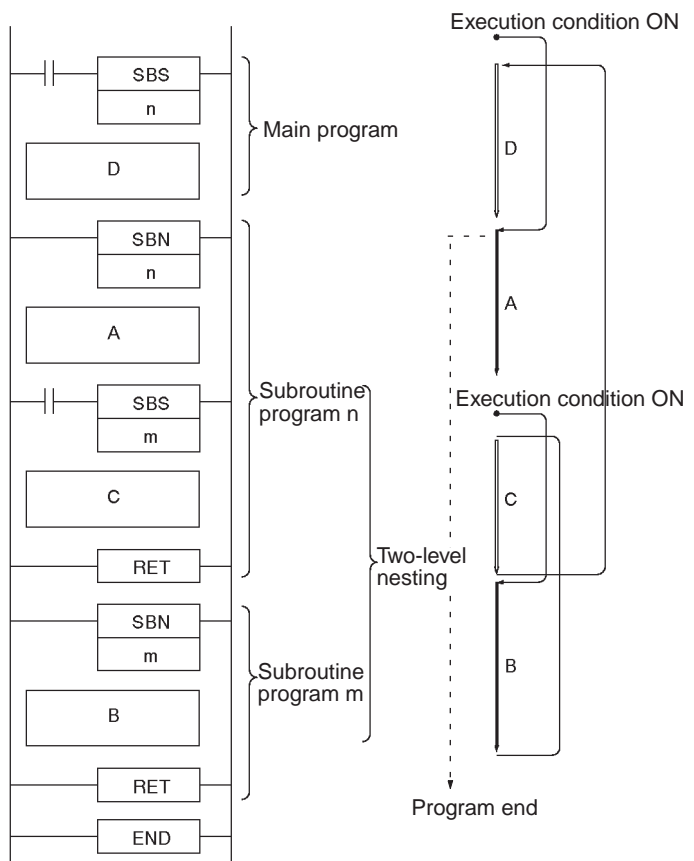 Execution condition ON
SBS
n
Main program
D
D
SBN
n
A
A
Subroutine
program n
SBS
m
Execution condition ON
C
C
RET
Two-level
nesting
SBN
m
Subroutine
program m
B
B
RET
Program end
END